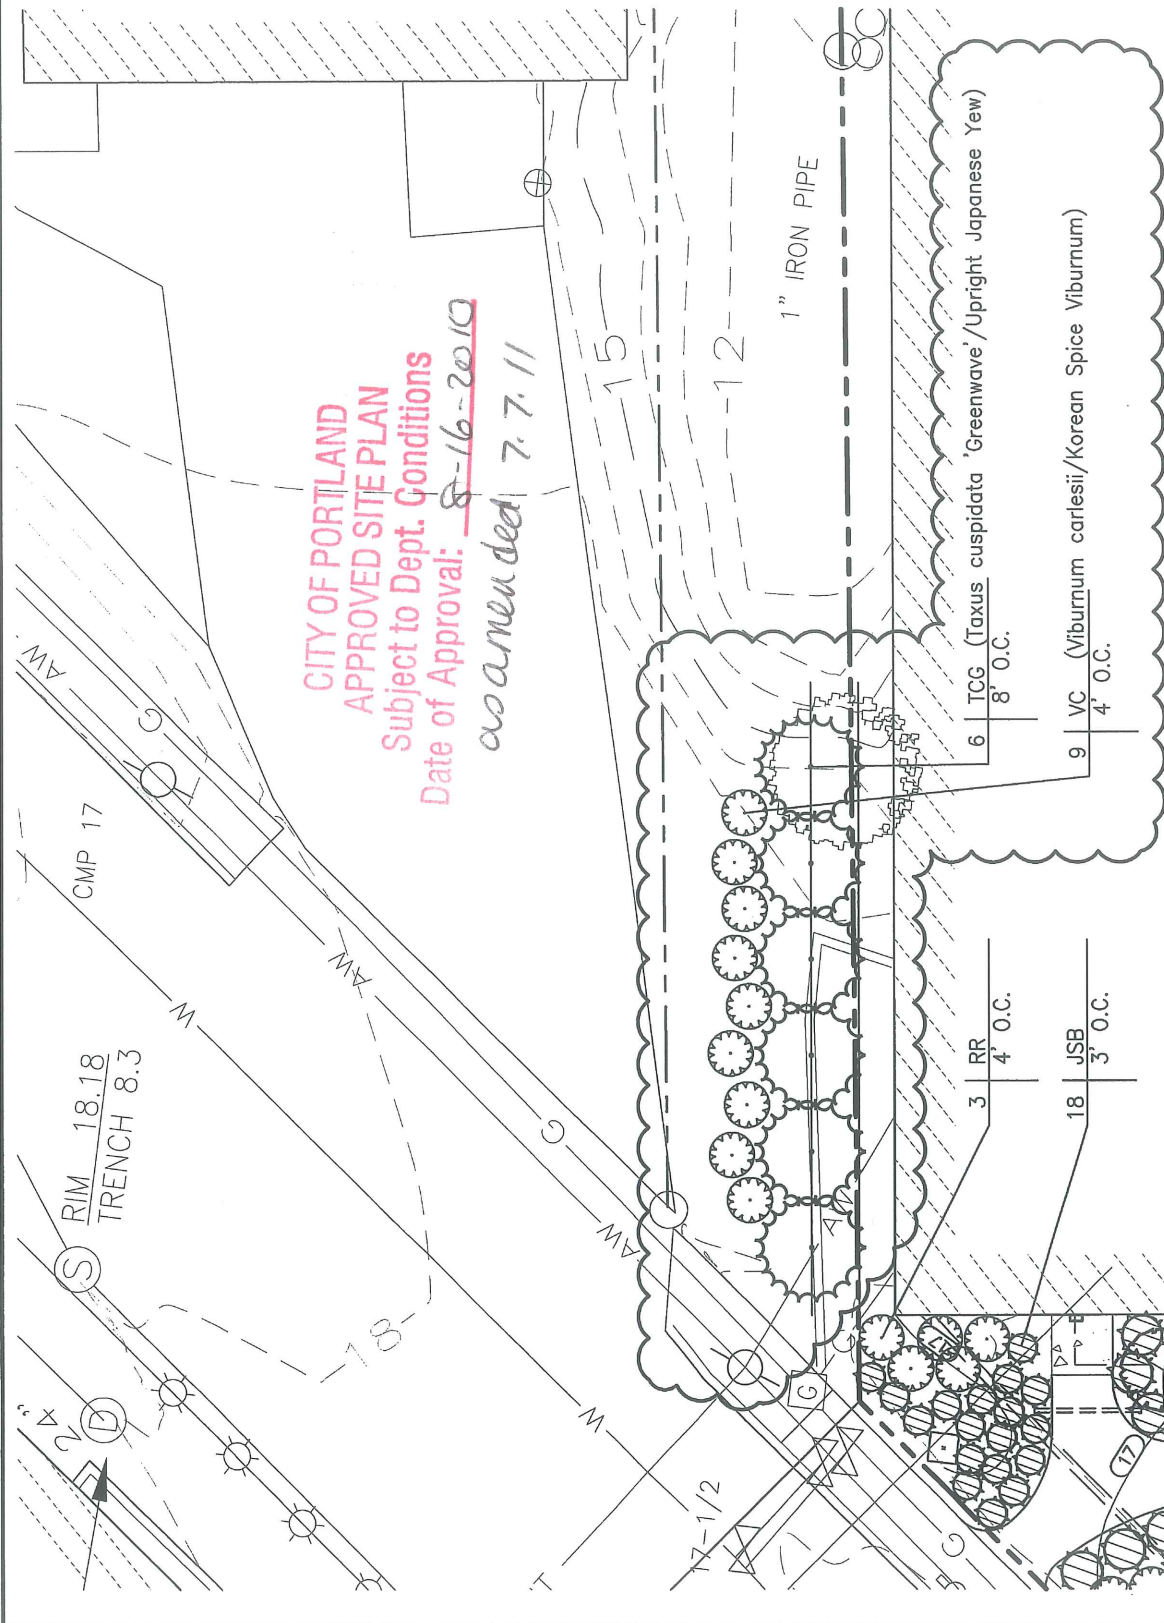 CITY OF PORTLAND
APPROVED SITE PLAN
Subject to Dept. Conditions
Date of Approval: 8-16-2010
as amended 7.7.11
RIM 18.18
TRENCH 8.3
CMP 17
AW
G
W
AW
S
18
24"
D
15
12
1" IRON PIPE
6 TCG (Taxus cuspidata 'Greenwave'/Upright Japanese Yew)
8' O.C.
9 VC (Viburnum carlesii/Korean Spice Viburnum)
4' O.C.
3 RR
4' O.C.
18 JSB
3' O.C.
G
AW
W
G
17-1/2
G
17